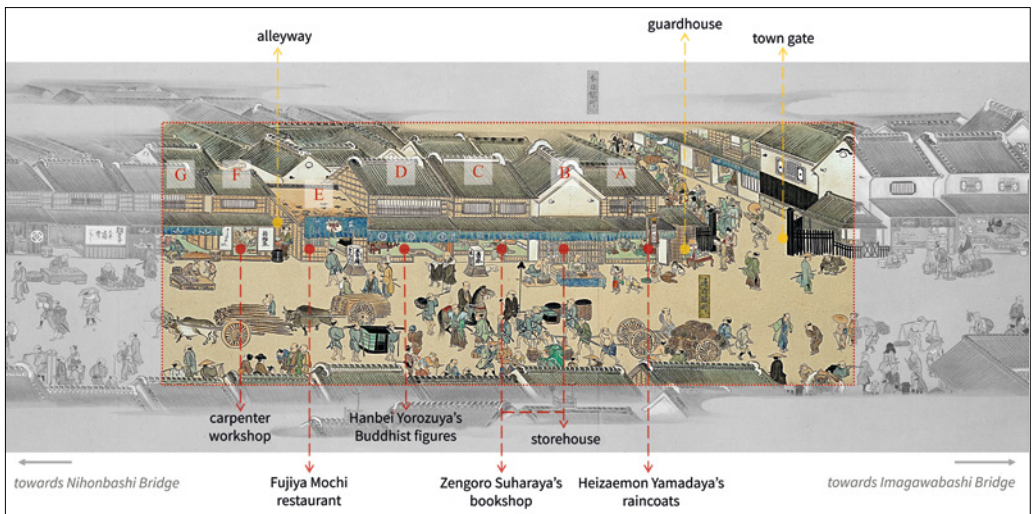 alleyway
guardhouse
town gate
G
F
E
D
C
B
A
carpenter
workshop
Hanbei Yorozuya's
Buddhist figures
storehouse
Fujiya Mochi
restaurant
Zengoro Suharaya's
bookshop
Heizaemon Yamadaya's
raincoats
towards Nihonbashi Bridge
towards Imagawabashi Bridge